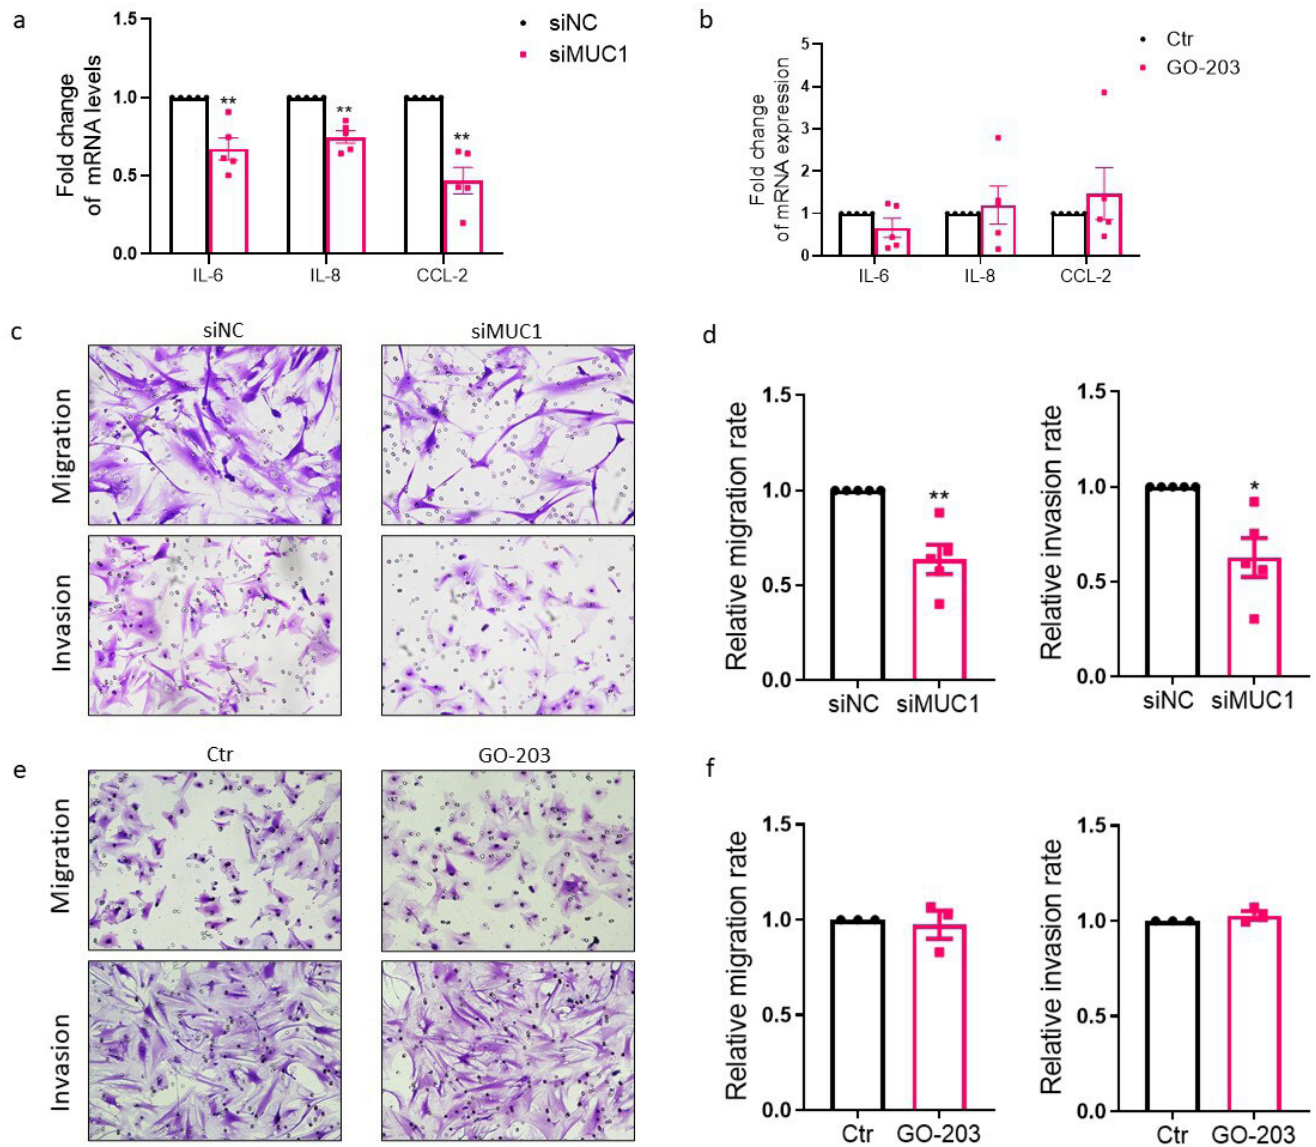 a
1.5
1.0
0.5
0.0
Fold change
of mRNA levels
siNC
siMUC1
**
**
**
IL-6
IL-8
CCL-2
b
5
4
3
2
1
0
Fold change
of mRNA expression
Ctr
GO-203
IL-6
IL-8
CCL-2
c
siNC
siMUC1
Migration
Invasion
d
Relative migration rate
1.5
1.0
0.5
0.0
**
siNC
siMUC1
Relative invasion rate
1.5
1.0
0.5
0.0
*
siNC
siMUC1
e
Ctr
GO-203
Migration
Invasion
f
Relative migration rate
1.5
1.0
0.5
0.0
Ctr
GO-203
Relative invasion rate
1.5
1.0
0.5
0.0
Ctr
GO-203